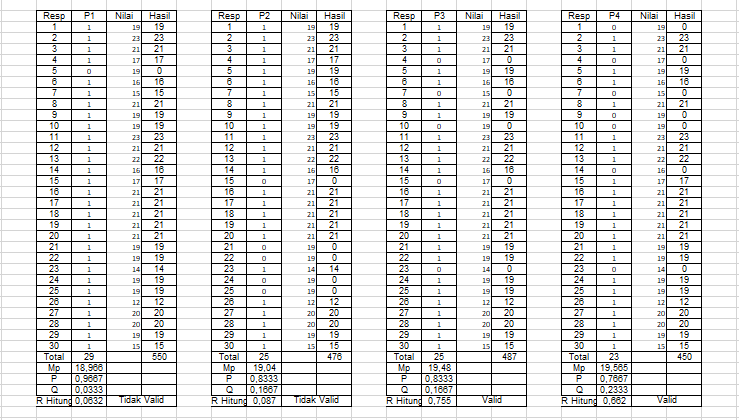 Resp P1 Nilai Hasil Resp P2 Nilai Hasil Resp P3 Nilai Hasil Resp P4 Nilai Hasil
1 1 19 19 1 1 19 19 1 1 19 19 1 0 19 0
2 1 23 23 2 1 23 23 2 1 23 23 2 1 23 23
3 1 21 21 3 1 21 21 3 1 21 21 3 1 21 21
4 1 17 17 4 1 17 17 4 0 17 0 4 0 17 0
5 0 19 0 5 1 19 19 5 1 19 19 5 1 19 19
6 1 16 16 6 1 16 16 6 1 16 16 6 1 16 16
7 1 15 15 7 1 15 15 7 0 15 0 7 0 15 0
8 1 21 21 8 1 21 21 8 1 21 21 8 1 21 21
9 1 19 19 9 1 19 19 9 1 19 19 9 0 19 0
10 1 19 19 10 1 19 19 10 0 19 0 10 0 19 0
11 1 23 23 11 1 23 23 11 1 23 23 11 1 23 23
12 1 21 21 12 1 21 21 12 1 21 21 12 1 21 21
13 1 22 22 13 1 22 22 13 1 22 22 13 1 22 22
14 1 16 16 14 1 16 16 14 1 16 16 14 0 16 0
15 1 17 17 15 0 17 0 15 0 17 0 15 1 17 17
16 1 21 21 16 1 21 21 16 1 21 21 16 1 21 21
17 1 21 21 17 1 21 21 17 1 21 21 17 1 21 21
18 1 21 21 18 1 21 21 18 1 21 21 18 1 21 21
19 1 21 21 19 1 21 21 19 1 21 21 19 1 21 21
20 1 21 21 20 1 21 21 20 1 21 21 20 1 21 21
21 1 19 19 21 0 19 0 21 1 19 19 21 1 19 19
22 1 19 19 22 0 19 0 22 1 19 19 22 1 19 19
23 1 14 14 23 1 14 14 23 0 14 0 23 0 14 0
24 1 19 19 24 0 19 0 24 1 19 19 24 1 19 19
25 1 19 19 25 0 19 0 25 1 19 19 25 1 19 19
26 1 12 12 26 1 12 12 26 1 12 12 26 1 12 12
27 1 20 20 27 1 20 20 27 1 20 20 27 1 20 20
28 1 20 20 28 1 20 20 28 1 20 20 28 1 20 20
29 1 19 19 29 1 19 19 29 1 19 19 29 1 19 19
30 1 15 15 30 1 15 15 30 1 15 15 30 1 15 15
Total 29 550 Total 25 476 Total 25 487 Total 23 450
Mp 18,966 Mp 19,04 Mp 19,48 Mp 19,565
P 0,9667 P 0,8333 P 0,8333 P 0,7667
Q 0,0333 Q 0,1667 Q 0,1667 Q 0,2333
R Hitung 0,0632 Tidak Valid R Hitung 0,087 Tidak Valid R Hitung 0,755 Valid R Hitung 0,662 Valid